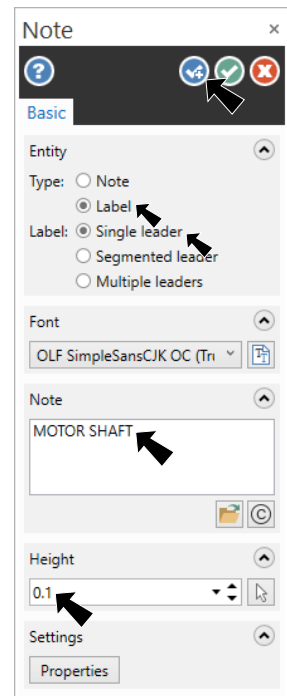 Note ×
?
Basic
Entity
Type: Note
Label
Label: Single leader
Segmented leader
Multiple leaders
Font
OLF SimpleSansCJK OC (Tru
Note
MOTOR SHAFT
©
Height
0.1
Settings
Properties